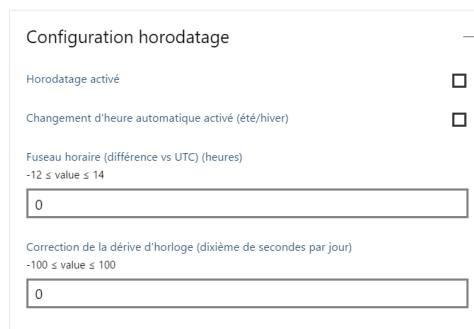 Configuration horodatage
Horodatage activé
Changement d'heure automatique activé (été/hiver)
Fuseau horaire (différence vs UTC) (heures)
-12 ≤ value ≤ 14
0
Correction de la dérive d'horloge (dixième de secondes par jour)
-100 ≤ value ≤ 100
0